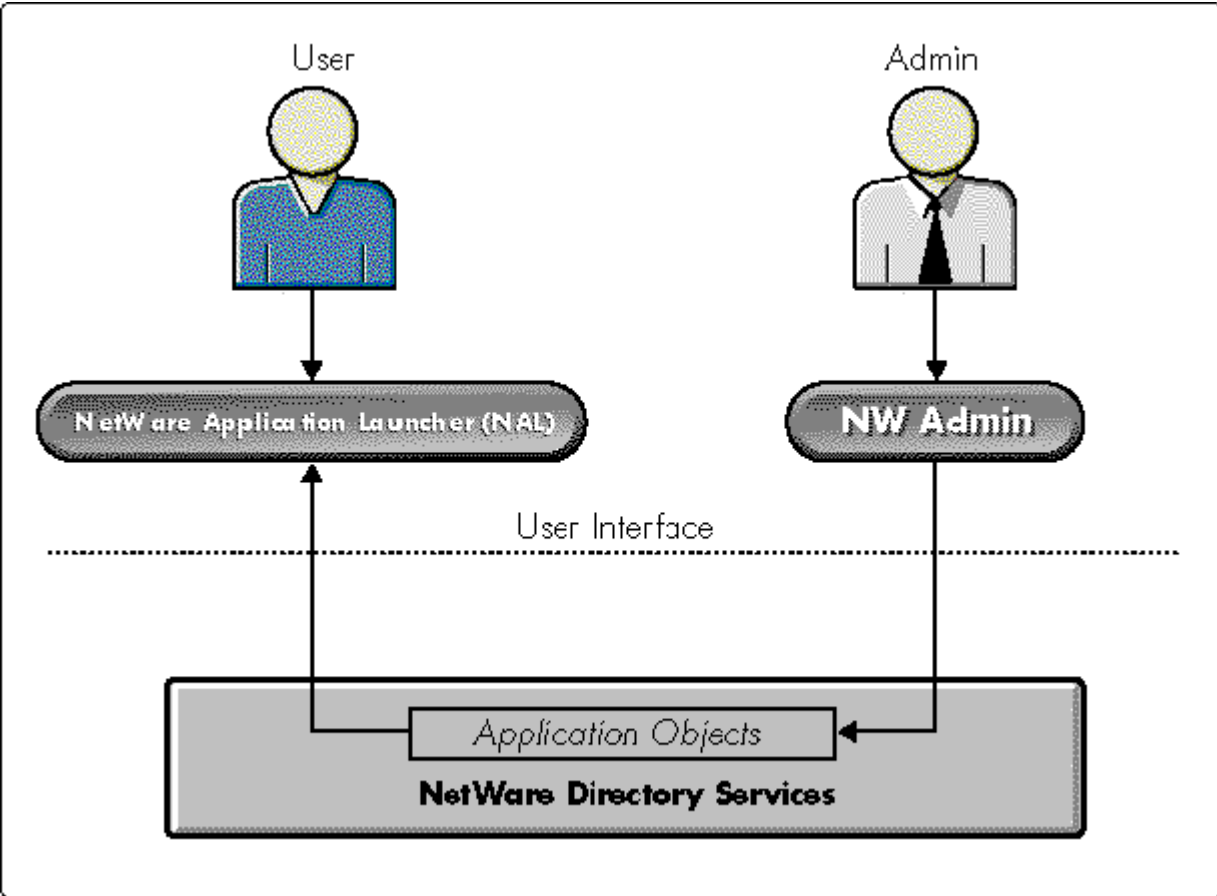 User
Admin
NetWare Application Launcher (NAL)
NW Admin
User Interface
Application Objects
NetWare Directory Services